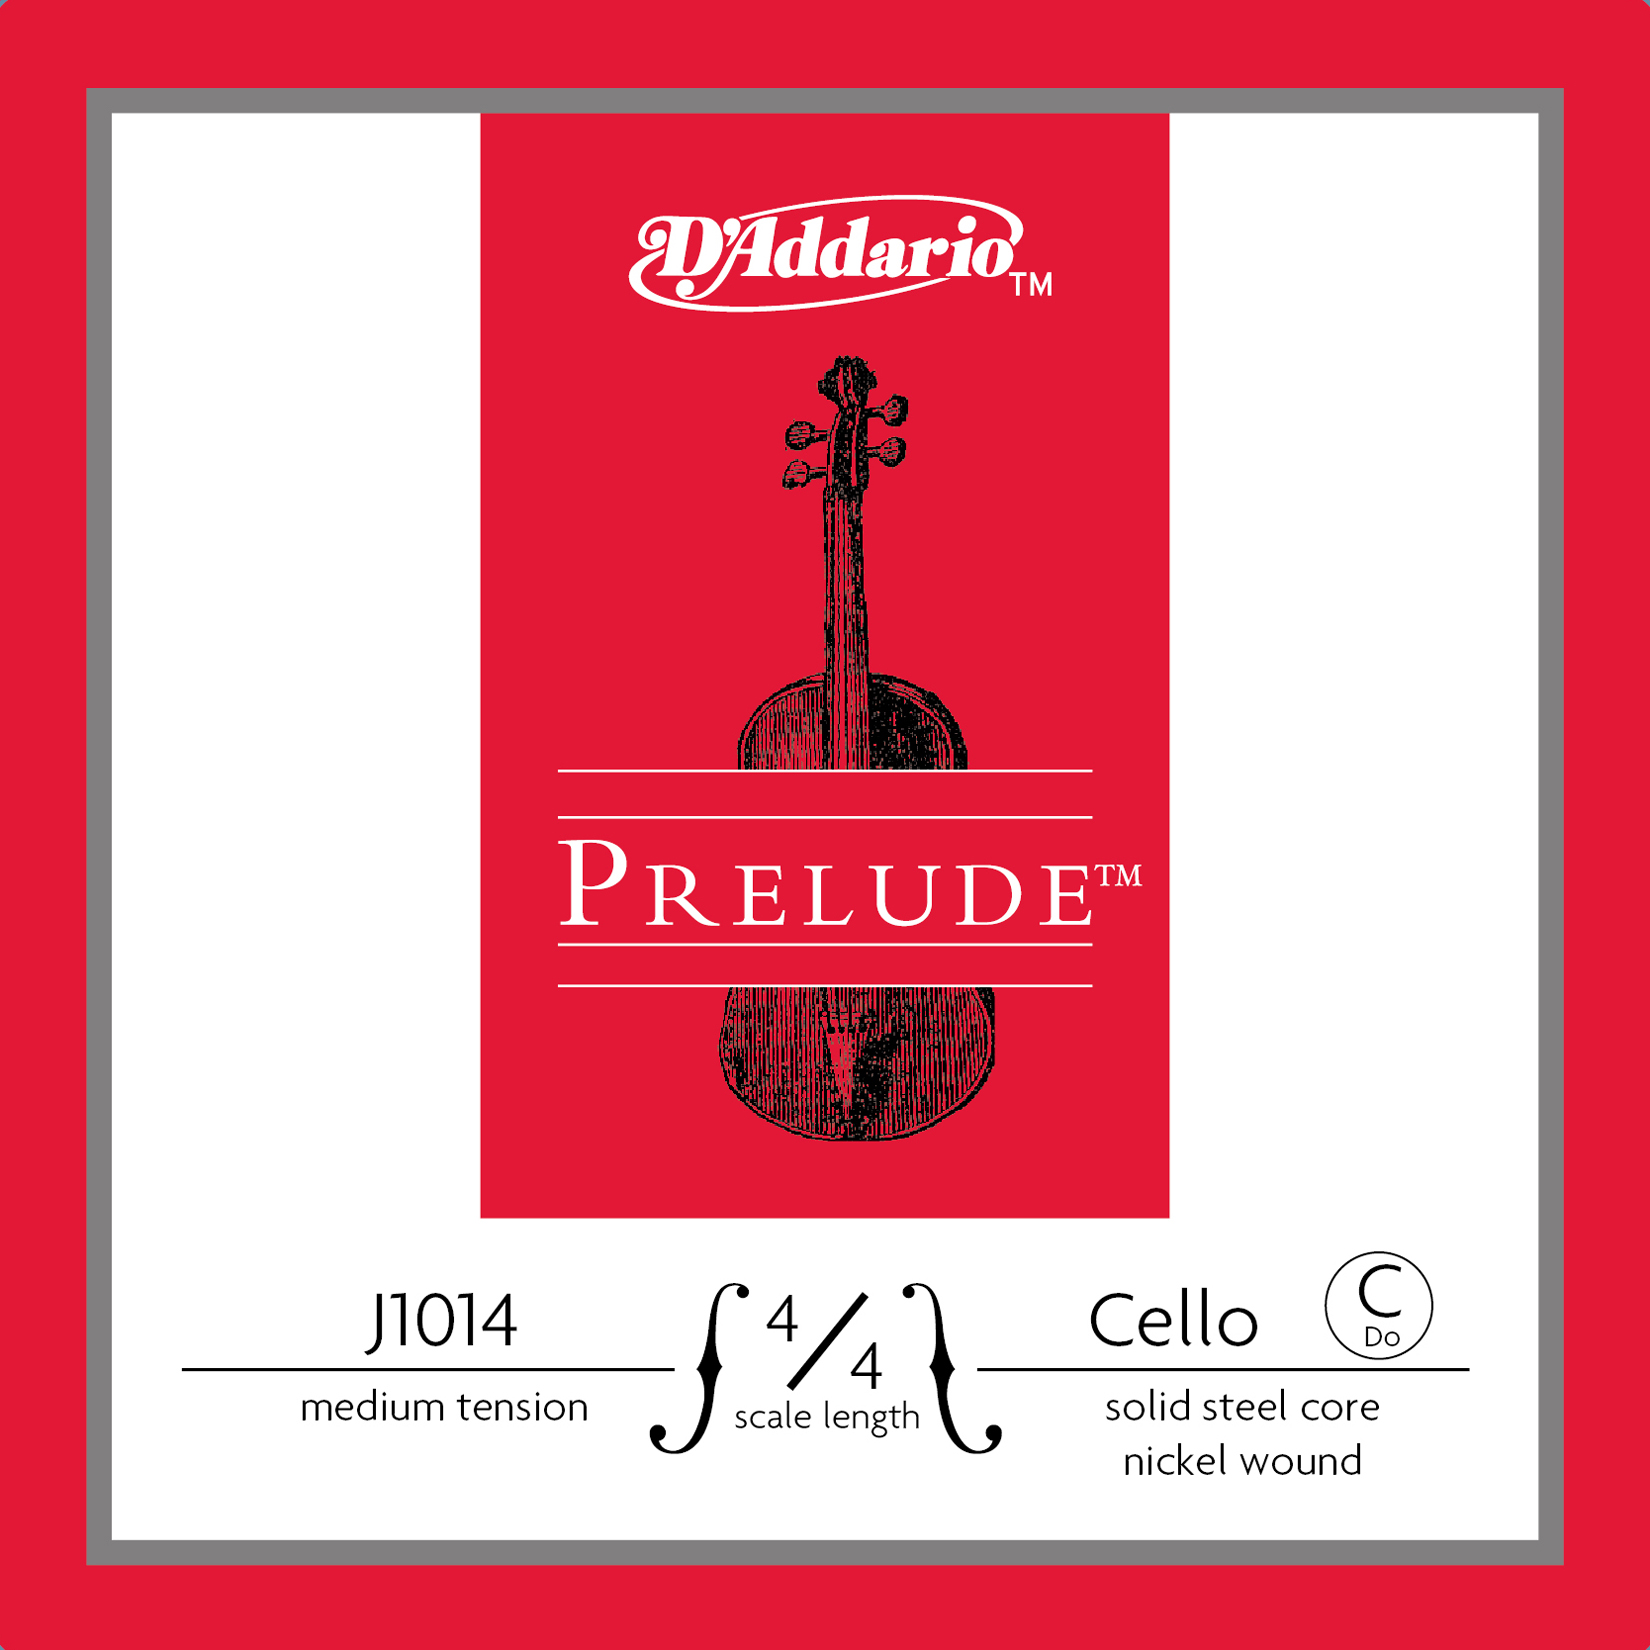 D'Addario™
PRELUDE™
J1014
medium tension
4/4
scale length
Cello
C
Do
solid steel core
nickel wound